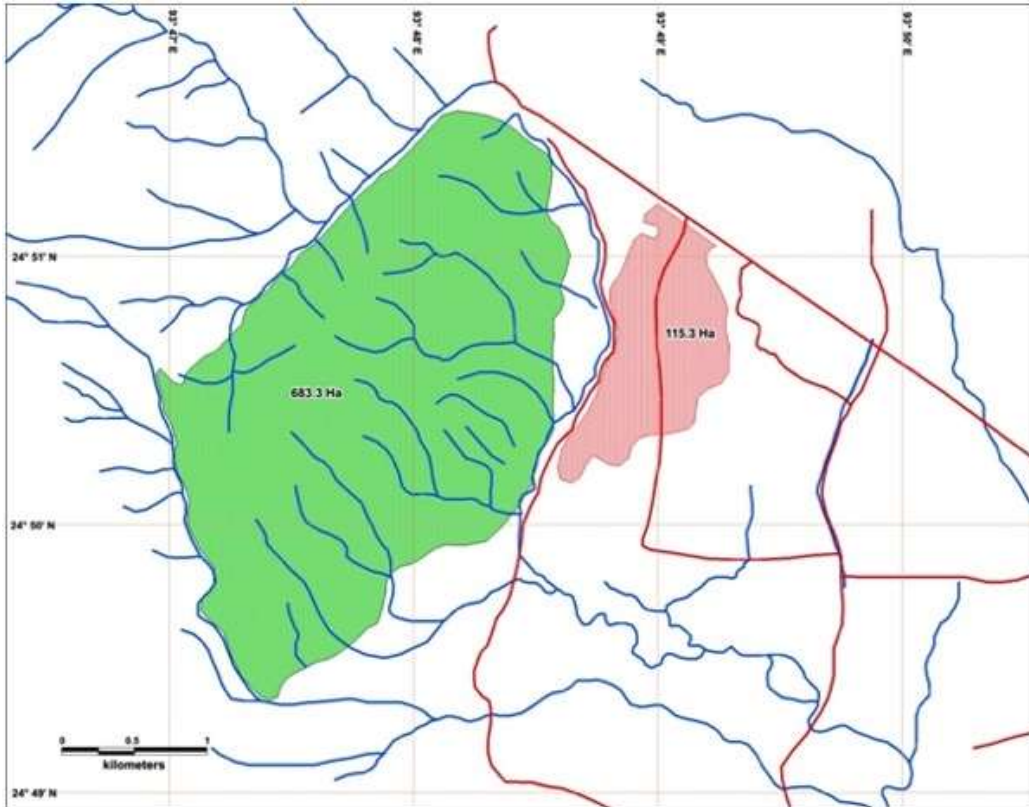 93° 47' E
93° 48' E
93° 49' E
93° 50' E
24° 51' N
115.3 Ha
683.3 Ha
24° 50' N
0 0.5 1
kilometers
24° 49' N